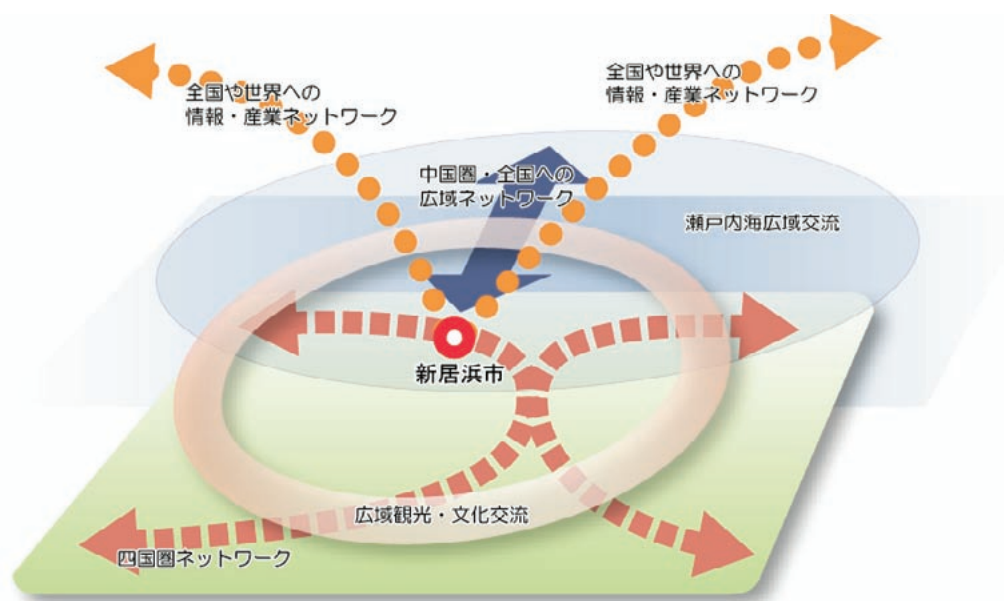 全国や世界への
情報・産業ネットワーク
全国や世界への
情報・産業ネットワーク
中国圏・全国への
広域ネットワーク
瀬戸内海広域交流
新居浜市
広域観光・文化交流
四国圏ネットワーク